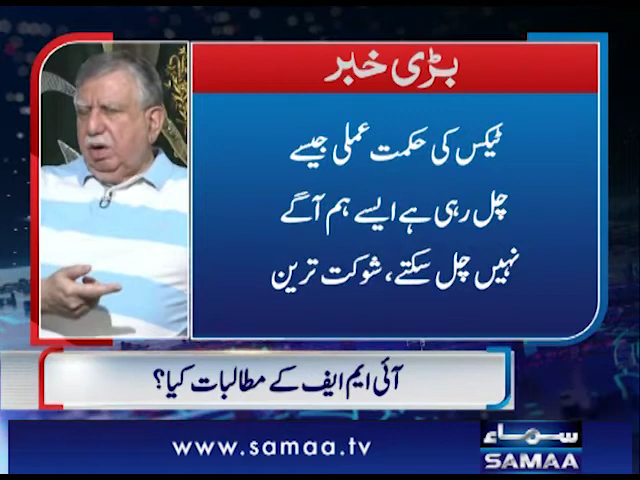 بڑی خبر
ٹیکس کی حکمت عملی جیسے
چل رہی ہے ایسے ہم آگے
نہیں چل سکتے، شوکت ترین
آئی ایم ایف کے مطالبات کیا؟
www.samaa.tv
سماء
SAMAA